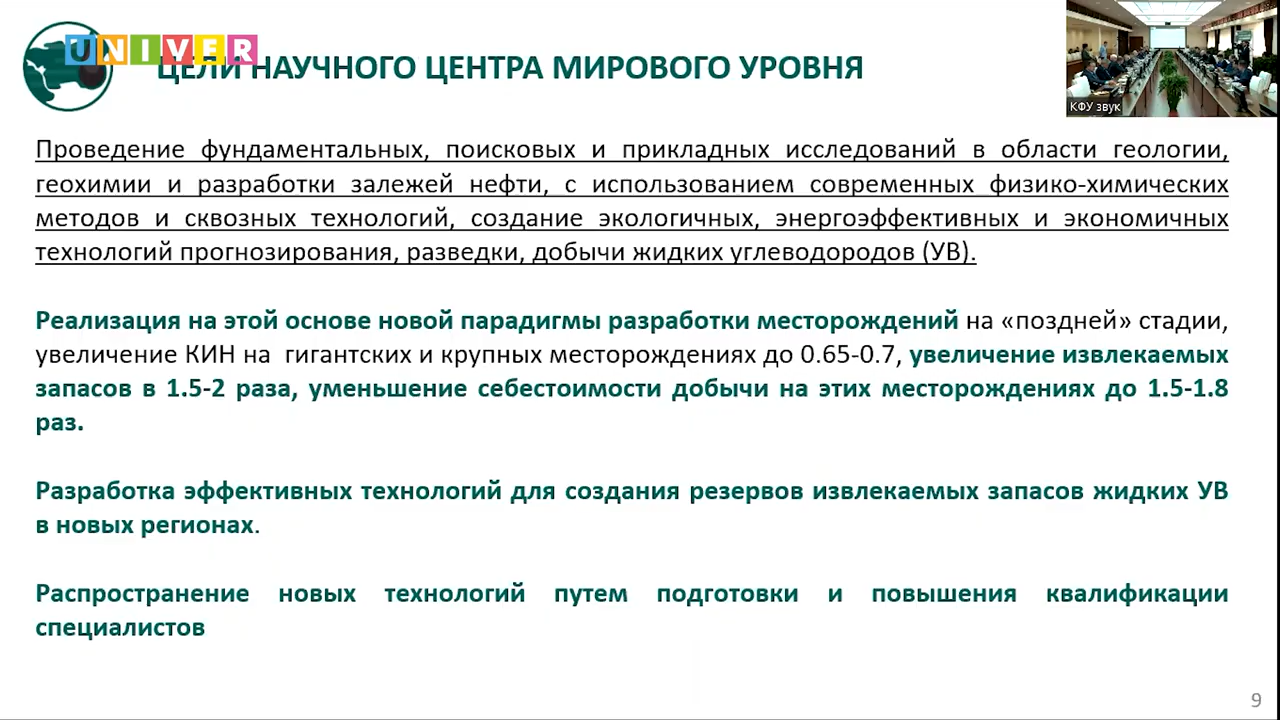 UNIVER
ЦЕЛИ НАУЧНОГО ЦЕНТРА МИРОВОГО УРОВНЯ
КФУ звук
Проведение фундаментальных, поисковых и прикладных исследований в области геологии,
геохимии и разработки залежей нефти, с использованием современных физико-химических
методов и сквозных технологий, создание экологичных, энергоэффективных и экономичных
технологий прогнозирования, разведки, добычи жидких углеводородов (УВ).
Реализация на этой основе новой парадигмы разработки месторождений на «поздней» стадии,
увеличение КИН на гигантских и крупных месторождениях до 0.65-0.7, увеличение извлекаемых
запасов в 1.5-2 раза, уменьшение себестоимости добычи на этих месторождениях до 1.5-1.8
раз.
Разработка эффективных технологий для создания резервов извлекаемых запасов жидких УВ
в новых регионах.
Распространение новых технологий путем подготовки и повышения квалификации
специалистов
9